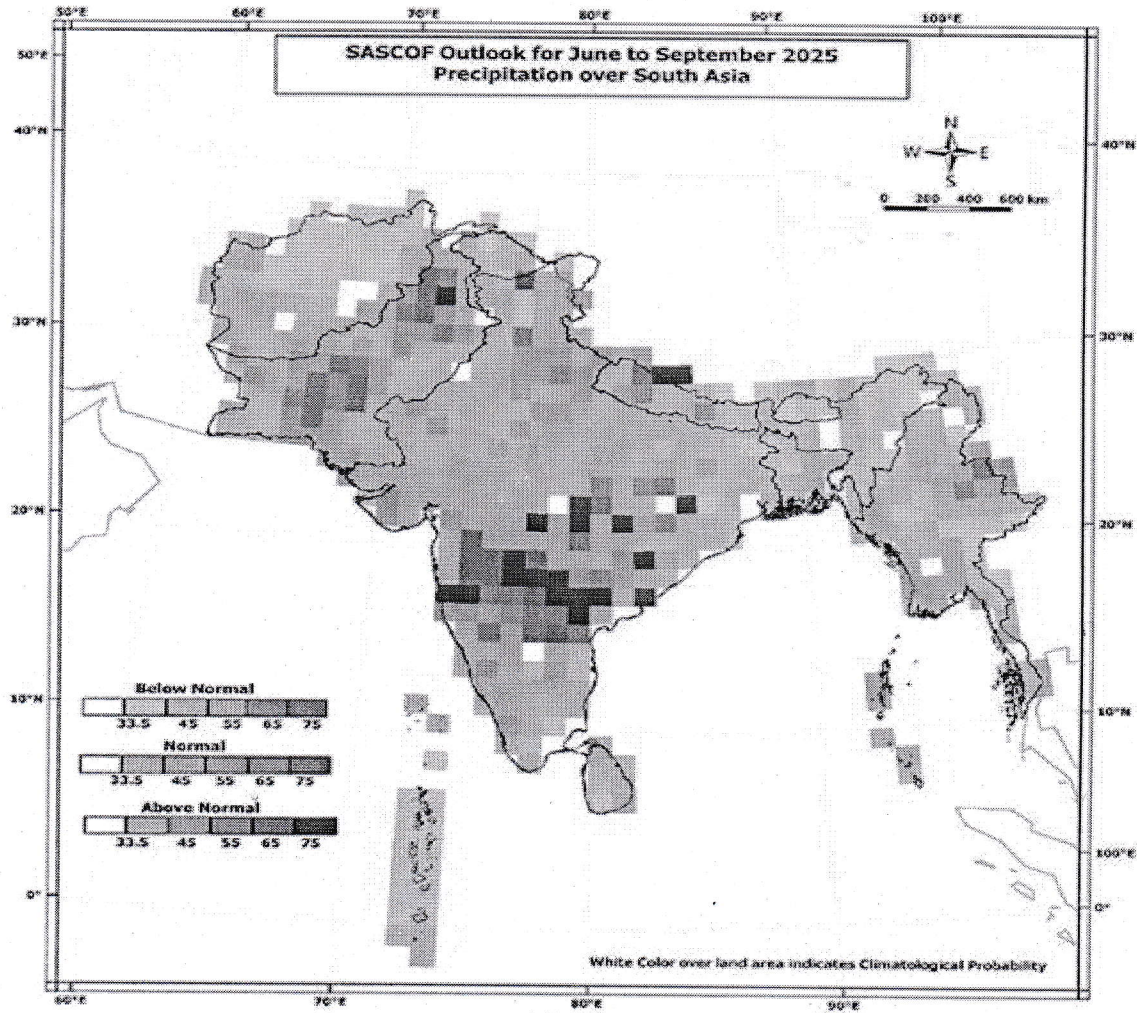 50°E 60°E 70°E 80°E 90°E 100°E
50°E
SASCOF Outlook for June to September 2025
Precipitation over South Asia
40°N
N
W E
S
40°N
0 200 400 600 km
30°N
30°N
20°N
20°N
10°N
10°N
Below Normal
33.5 45 55 65 75
Normal
33.5 45 55 65 75
Above Normal
33.5 45 55 65 75
100°E
0°
0°
White Color over land area indicates Climatological Probability
60°E 70°E 80°E 90°E